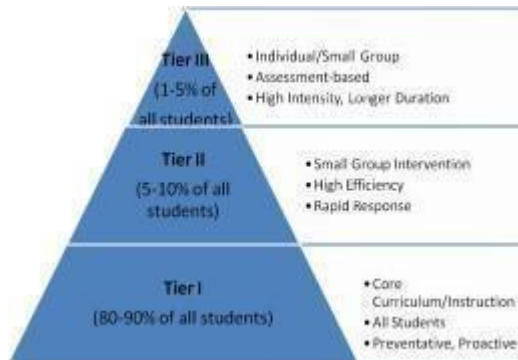 Tier III
(1-5% of
all students)
• Individual/Small Group
• Assessment-based
• High Intensity, Longer Duration
Tier II
(5-10% of all
students)
• Small Group Intervention
• High Efficiency
• Rapid Response
Tier I
(80-90% of all students)
• Core
Curriculum/Instruction
• All Students
• Preventative, Proactive